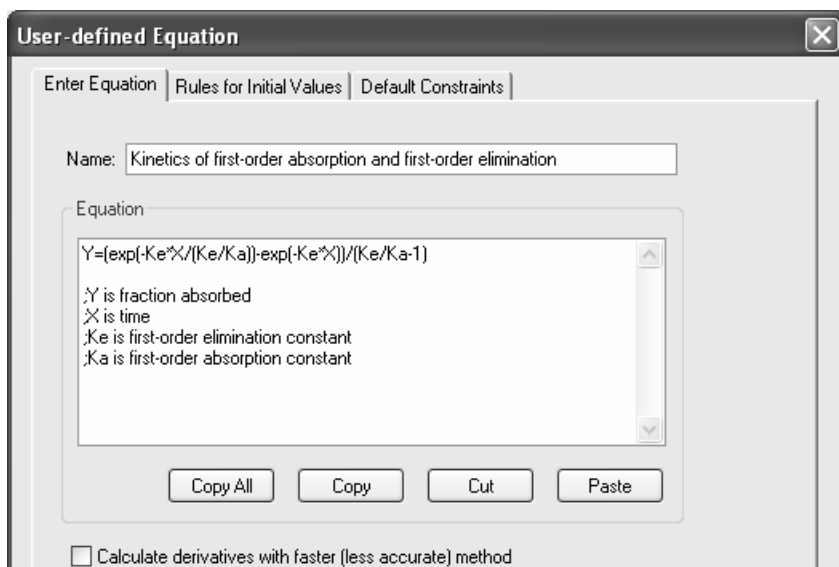 User-defined Equation
Enter Equation Rules for Initial Values Default Constraints
Name: Kinetics of first-order absorption and first-order elimination
Equation
Y=(exp(-Ke*X/(Ke/Ka))-exp(-Ke*X))/(Ke/Ka-1)
;Y is fraction absorbed
;X is time
;Ke is first-order elimination constant
;Ka is first-order absorption constant
Copy All Copy Cut Paste
Calculate derivatives with faster (less accurate) method